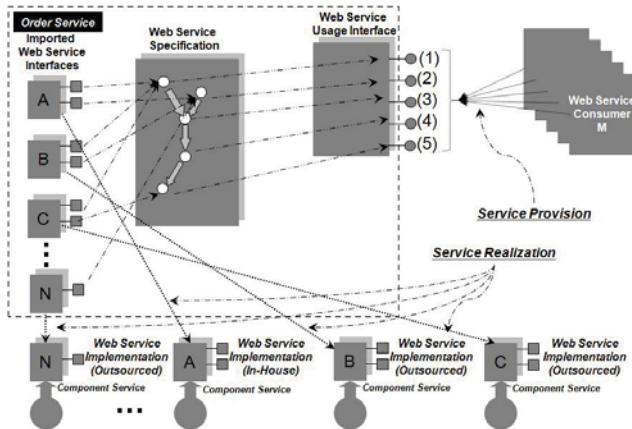 Order Service
Imported
Web Service
Interfaces
Web Service
Specification
Web Service
Usage Interface
(1)
(2)
(3)
(4)
(5)
Web Service
Consumer
M
A
B
C
N
Service Provision
Service Realization
N
Web Service
Implementation
(Outsourced)
Component Service
A
Web Service
Implementation
(In-House)
Component Service
B
Web Service
Implementation
(Outsourced)
Component Service
C
Web Service
Implementation
(Outsourced)
Component Service